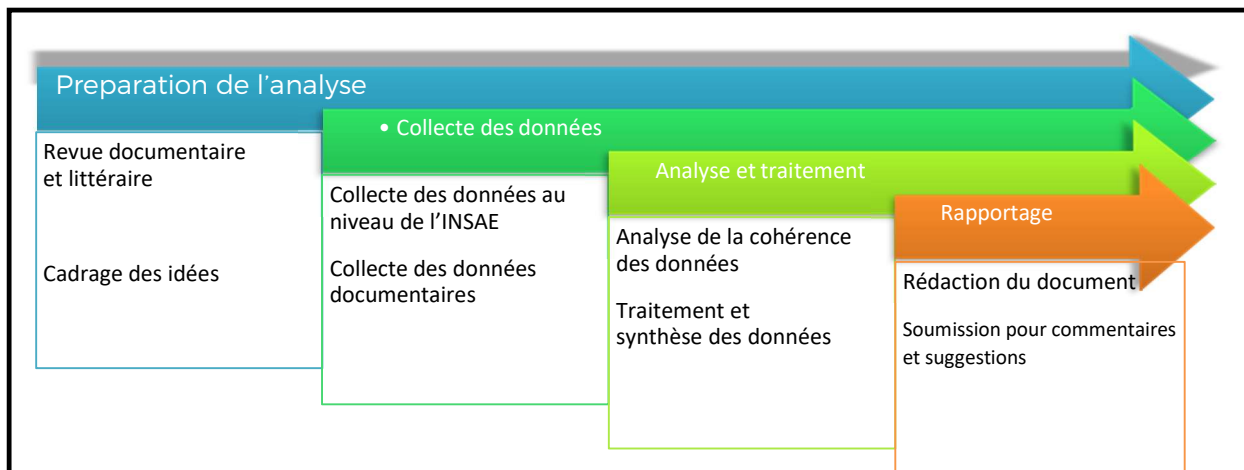 Preparation de l'analyse
Revue documentaire
et littéraire
Cadrage des idées
• Collecte des données
Collecte des données au
niveau de l'INSAE
Collecte des données
documentaires
Analyse et traitement
Analyse de la cohérence
des données
Traitement et
synthèse des données
Rapportage
Rédaction du document
Soumission pour commentaires
et suggestions